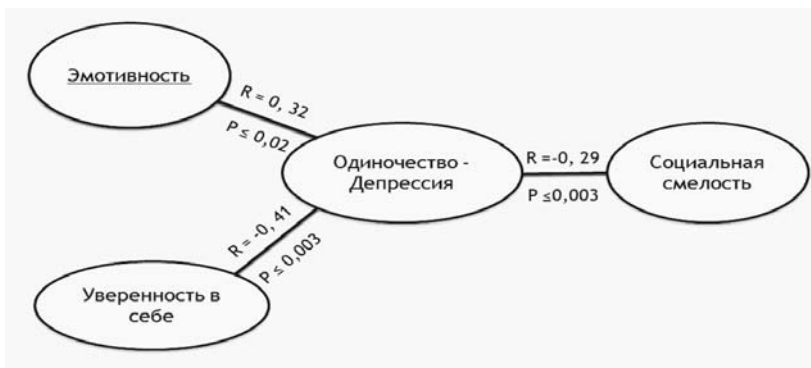 Эмотивность
R = 0, 32
P ≤ 0,02
Одиночество -
Депрессия
R =-0, 29
P ≤0,003
Социальная
смелость
R = -0, 41
P ≤ 0,003
Уверенность в
себе